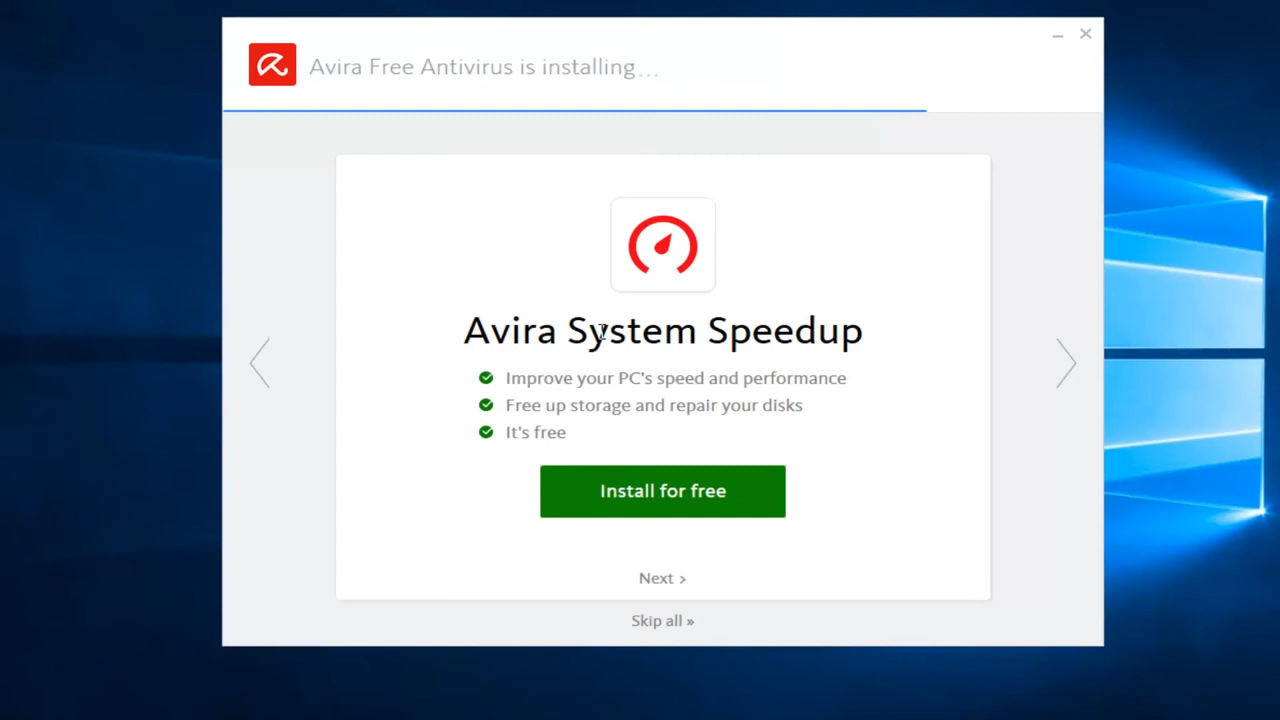 Avira Free Antivirus is installing...
Avira System Speedup
Improve your PC's speed and performance
Free up storage and repair your disks
It's free
Install for free
Next >
Skip all »